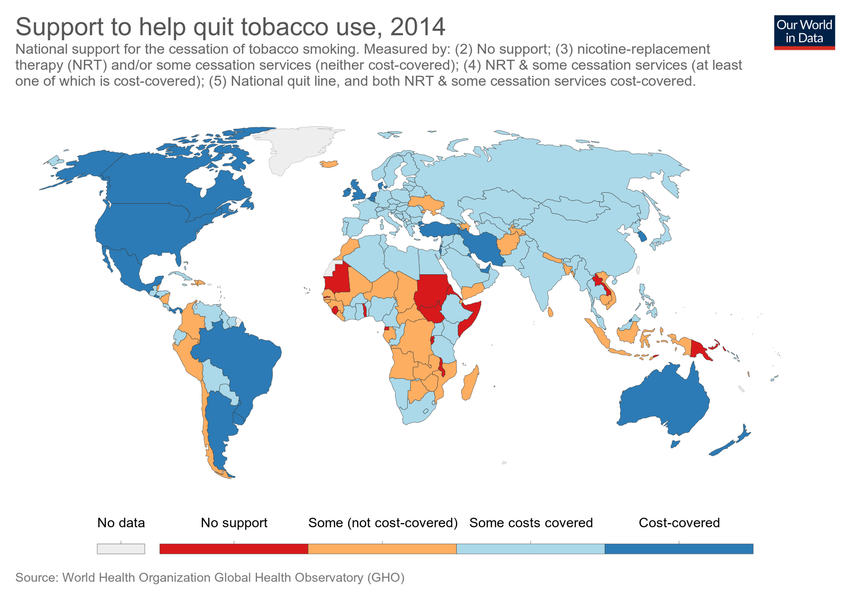 Support to help quit tobacco use, 2014
Our World
in Data
National support for the cessation of tobacco smoking. Measured by: (2) No support; (3) nicotine-replacement
therapy (NRT) and/or some cessation services (neither cost-covered); (4) NRT & some cessation services (at least
one of which is cost-covered); (5) National quit line, and both NRT & some cessation services cost-covered.
No data
No support
Some (not cost-covered)
Some costs covered
Cost-covered
Source: World Health Organization Global Health Observatory (GHO)